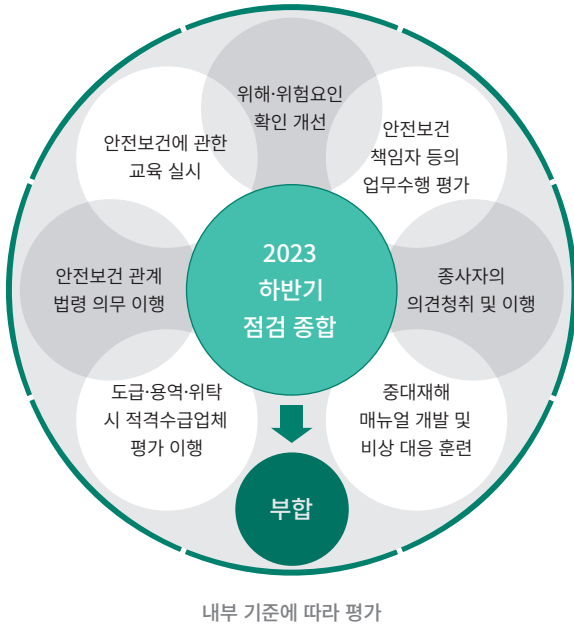 위해·위험요인
확인 개선
안전보건
책임자 등의
업무수행 평가
종사자의
의견청취 및 이행
중대재해
매뉴얼 개발 및
비상 대응 훈련
도급·용역·위탁
시 적격수급업체
평가 이행
안전보건 관계
법령 의무 이행
안전보건에 관한
교육 실시
2023
하반기
점검 종합
부합
내부 기준에 따라 평가